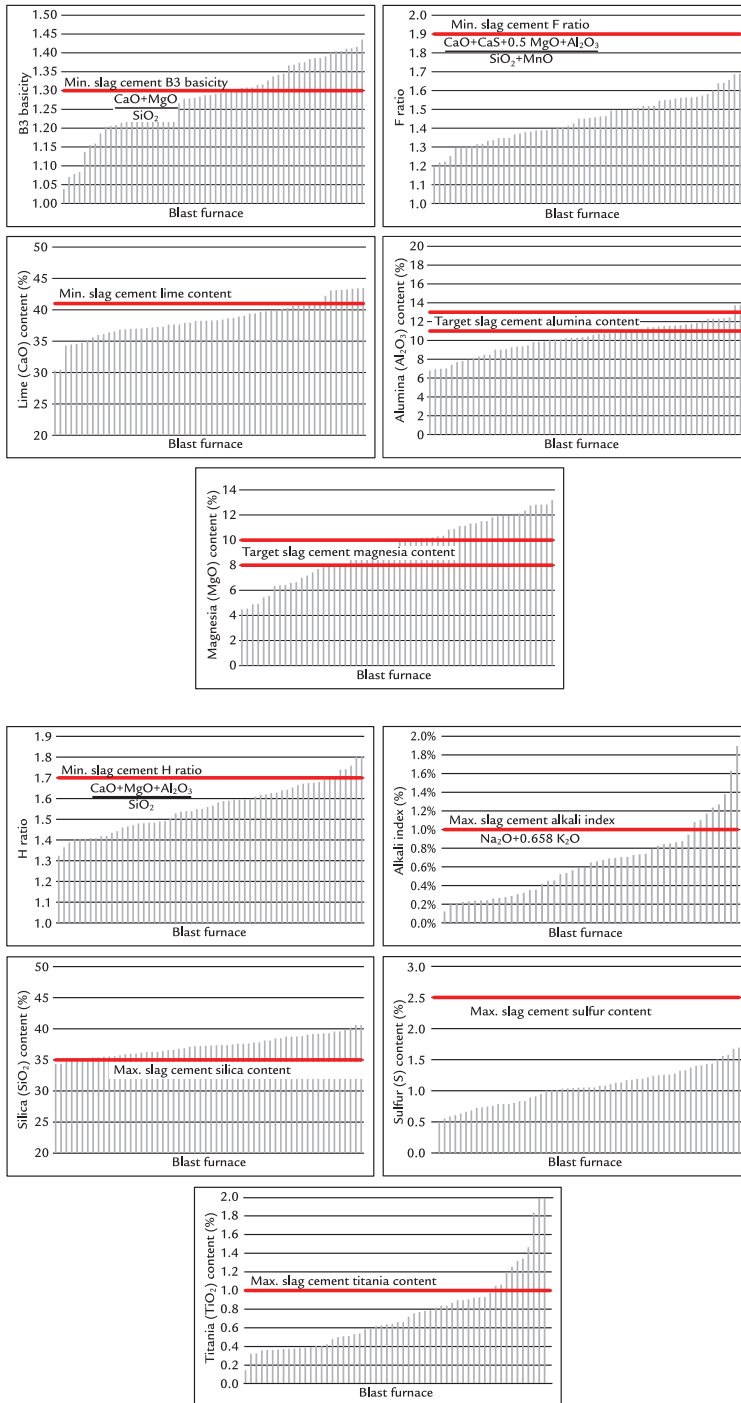 B3 basicity
1.50
1.45
1.40
1.35
1.30
1.25
1.20
1.15
1.10
1.05
1.00
Min. slag cement B3 basicity
CaO+MgO
SiO₂
Blast furnace
F ratio
2.0
1.9
1.8
1.7
1.6
1.5
1.4
1.3
1.2
1.1
1.0
Min. slag cement F ratio
CaO+CaS+0.5 MgO+Al₂O₃
SiO₂+MnO
Blast furnace
Lime (CaO) content (%)
50
45
40
35
30
25
20
Min. slag cement lime content
Blast furnace
Alumina (Al₂O₃) content (%)
20
18
16
14
12
10
8
6
4
2
0
Target slag cement alumina content
Blast furnace
Magnesia (MgO) content (%)
14
12
10
8
6
4
2
0
Target slag cement magnesia content
Blast furnace
H ratio
1.9
1.8
1.7
1.6
1.5
1.4
1.3
1.2
1.1
1.0
Min. slag cement H ratio
CaO+MgO+Al₂O₃
SiO₂
Blast furnace
Alkali index (%)
2.0%
1.8%
1.6%
1.4%
1.2%
1.0%
0.8%
0.6%
0.4%
0.2%
0.0%
Max. slag cement alkali index
Na₂O+0.658 K₂O
Blast furnace
Silica (SiO₂) content (%)
50
45
40
35
30
25
20
Max. slag cement silica content
Blast furnace
Sulfur (S) content (%)
3.0
2.5
2.0
1.5
1.0
0.5
0.0
Max. slag cement sulfur content
Blast furnace
Titania (TiO₂) content (%)
2.0
1.8
1.6
1.4
1.2
1.0
0.8
0.6
0.4
0.2
0.0
Max. slag cement titania content
Blast furnace